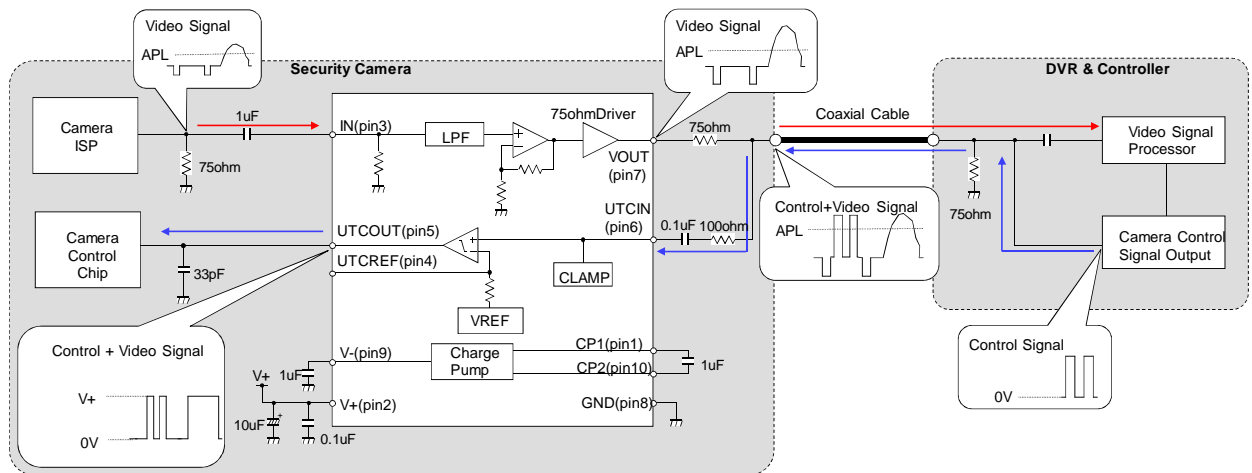 Video Signal
APL
Security Camera
Video Signal
APL
DVR & Controller
Camera
ISP
1uF
75ohm
IN(pin3)
LPF
75ohmDriver
VOUT
(pin7)
75ohm
Coaxial Cable
75ohm
Video Signal
Processor
Camera Control
Signal Output
UTCIN
(pin6)
0.1uF
100ohm
Control+Video Signal
APL
Camera
Control
Chip
33pF
UTCOUT(pin5)
UTCREF(pin4)
CLAMP
VREF
Control + Video Signal
V+
0V
V-(pin9)
1uF
Charge
Pump
CP1(pin1)
CP2(pin10)
1uF
V+
V+(pin2)
10uF
+
0.1uF
GND(pin8)
Control Signal
0V